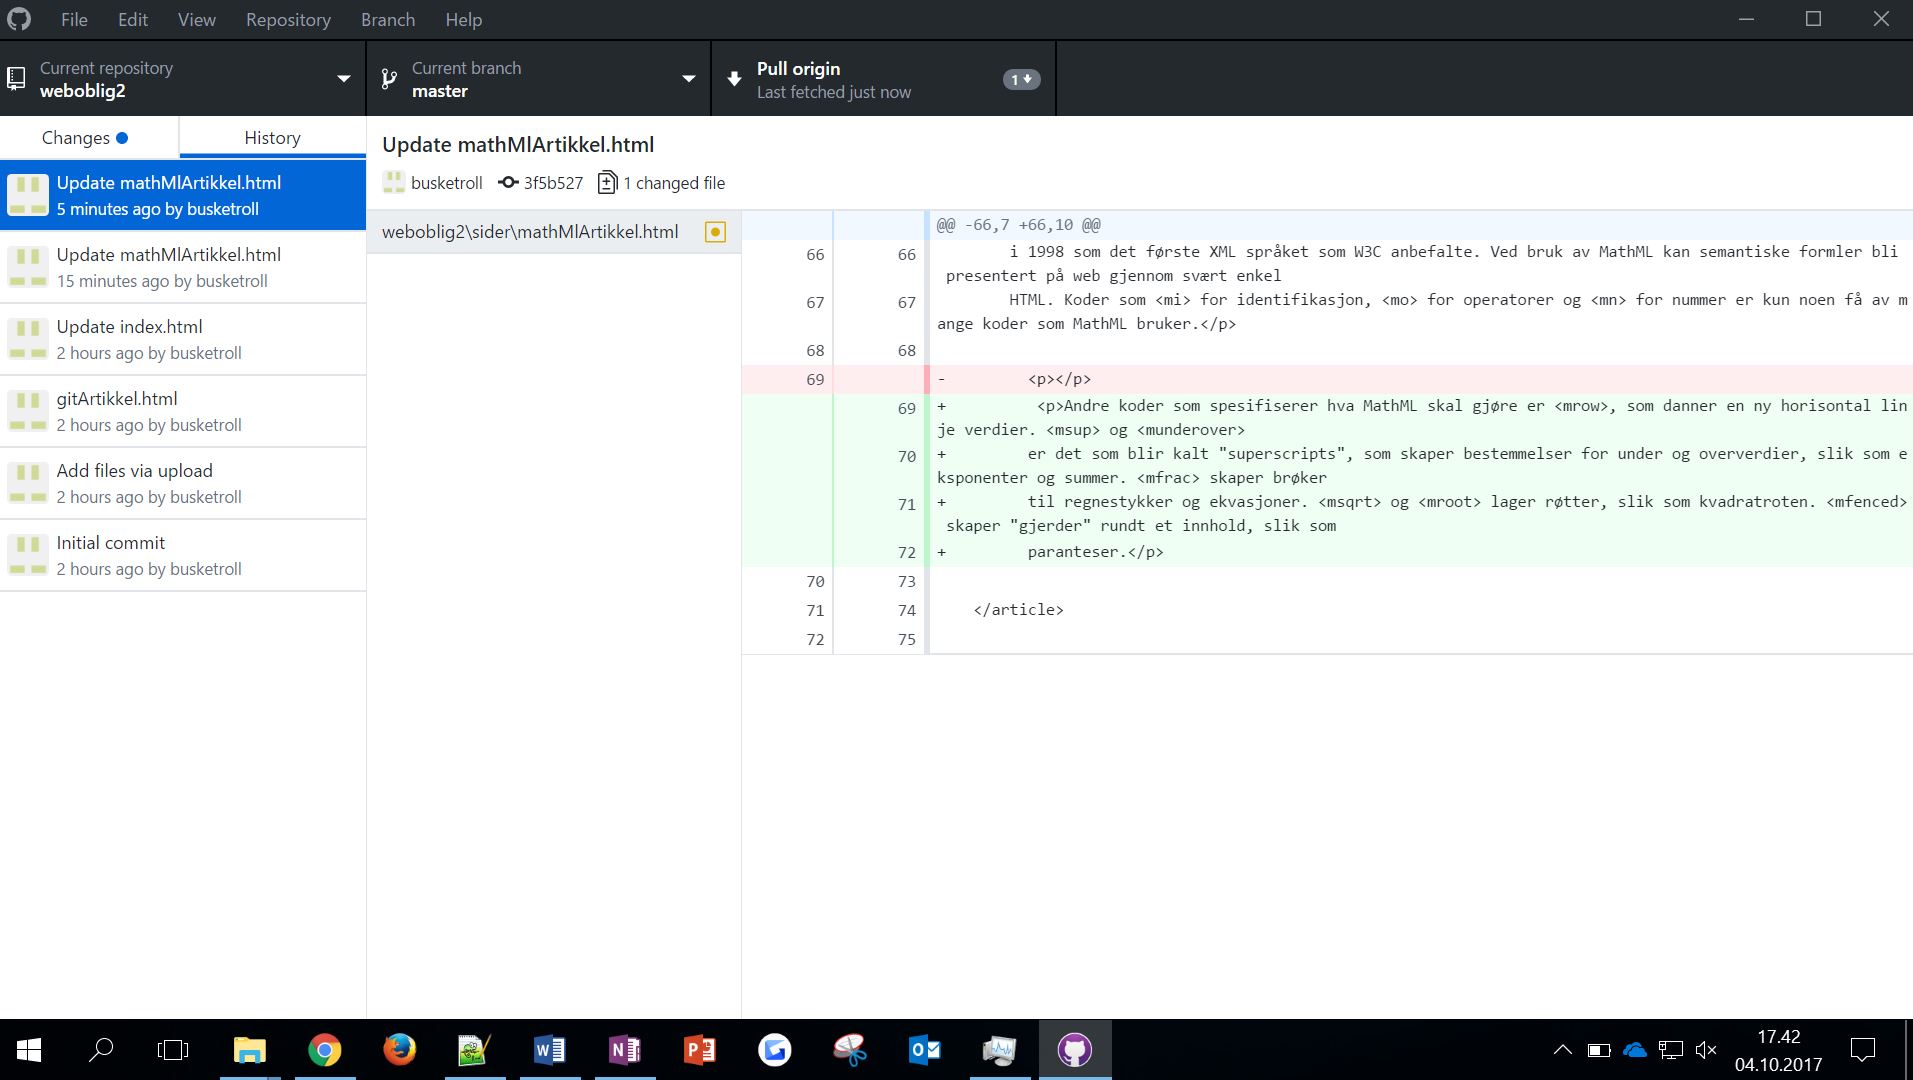 File Edit View Repository Branch Help
Current repository
weboblig2
Current branch
master
Pull origin
Last fetched just now
1
Changes
History
Update mathMlArtikkel.html
5 minutes ago by busketroll
Update mathMlArtikkel.html
15 minutes ago by busketroll
Update index.html
2 hours ago by busketroll
gitArtikkel.html
2 hours ago by busketroll
Add files via upload
2 hours ago by busketroll
Initial commit
2 hours ago by busketroll
Update mathMlArtikkel.html
busketroll 3f5b527 1 changed file
weboblig2\sider\mathMlArtikkel.html
@@ -66,7 +66,10 @@
66 66 i 1998 som det første XML språket som W3C anbefalte. Ved bruk av MathML kan semantiske formler bli
presentert på web gjennom svært enkel
67 67 HTML. Koder som <mi> for identifikasjon, <mo> for operatorer og <mn> for nummer er kun noen få av m
ange koder som MathML bruker.</p>
68 68
69 - <p></p>
69 + <p>Andre koder som spesifiserer hva MathML skal gjøre er <mrow>, som danner en ny horisontal lin
je verdier. <msup> og <munderover>
70 + er det som blir kalt "superscripts", som skaper bestemmelser for under og oververdier, slik som e
ksponenter og summer. <mfrac> skaper brøker
71 + til regnestykker og ekvasjoner. <msqrt> og <mroot> lager røtter, slik som kvadratroten. <mfenced>
skaper "gjerder" rundt et innhold, slik som
72 + paranteser.</p>
70 73
71 74 </article>
72 75
17.42
04.10.2017